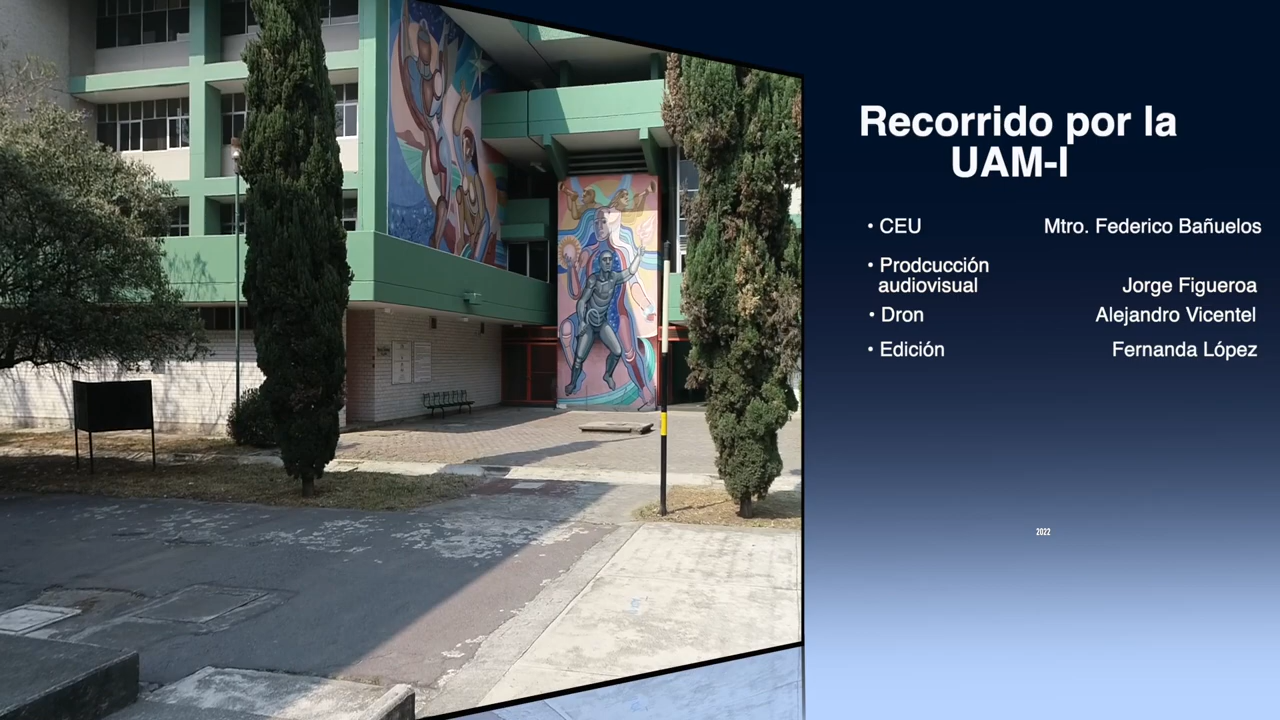 Recorrido por la
UAM-I
• CEU Mtro. Federico Bañuelos
• Prodcucción
audiovisual Jorge Figueroa
• Dron Alejandro Vicentel
• Edición Fernanda López
2022